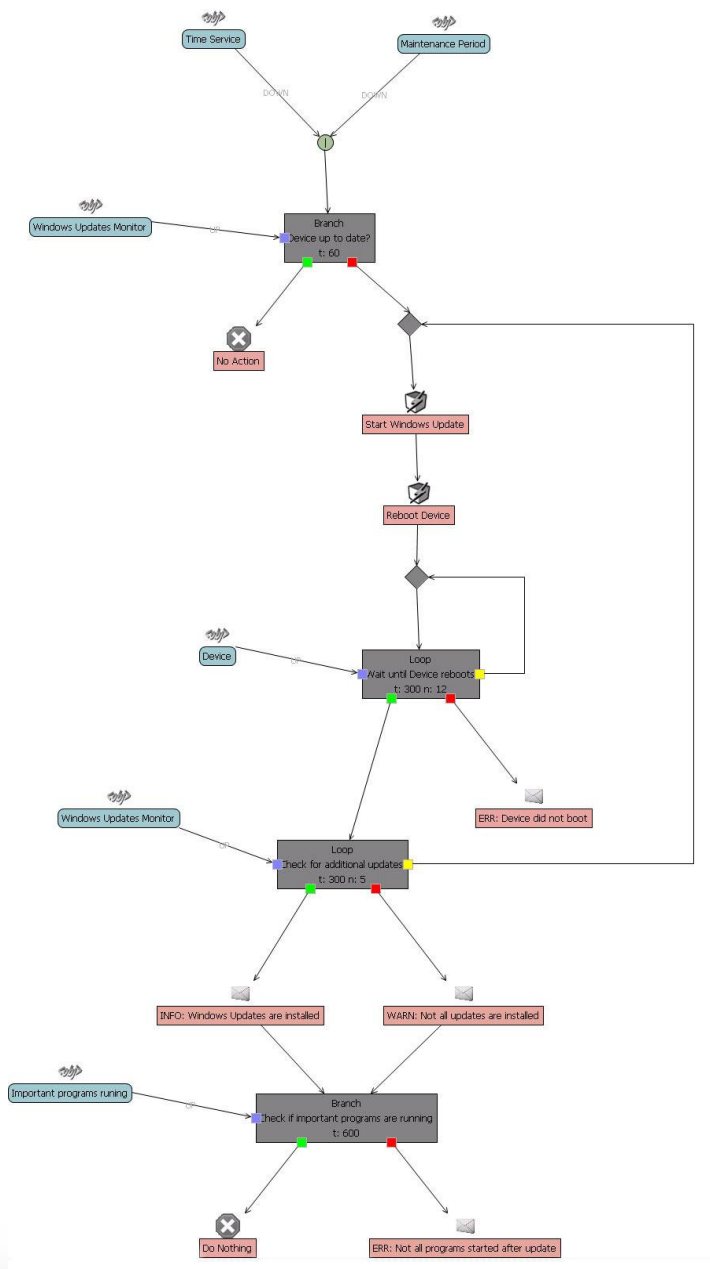 Time Service
Maintenance Period
DOWN
DOWN
Branch
Device up to date?
t: 60
Windows Updates Monitor
UP
No Action
Start Windows Update
Reboot Device
Device
UP
Loop
Wait until Device reboots
t: 300 n: 12
ERR: Device did not boot
Windows Updates Monitor
UP
Loop
Check for additional updates
t: 300 n: 5
INFO: Windows Updates are installed
WARN: Not all updates are installed
Important programs runing
UP
Branch
Check if important programs are running
t: 600
Do Nothing
ERR: Not all programs started after update